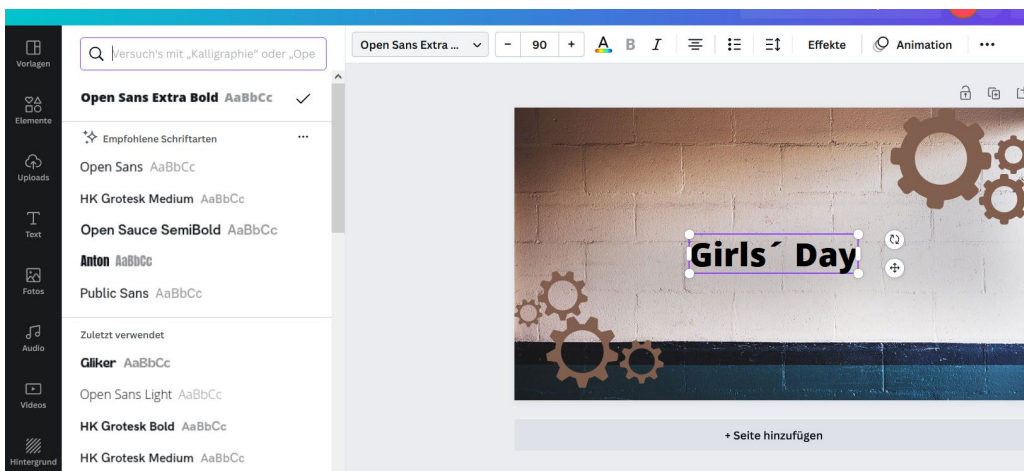 Vorlagen
Elemente
Uploads
Text
Fotos
Audio
Videos
Hintergrund
Versuch's mit „Kalligraphie" oder „Ope
Open Sans Extra Bold AaBbCc
Empfohlene Schriftarten
Open Sans AaBbCc
HK Grotesk Medium AaBbCc
Open Sauce SemiBold AaBbCc
Anton AaBbCc
Public Sans AaBbCc
Zuletzt verwendet
Gliker AaBbCc
Open Sans Light AaBbCc
HK Grotesk Bold AaBbCc
HK Grotesk Medium AaBbCc
Open Sans Extra ... - 90 + A B I Effekte Animation
Girls´ Day
+ Seite hinzufügen